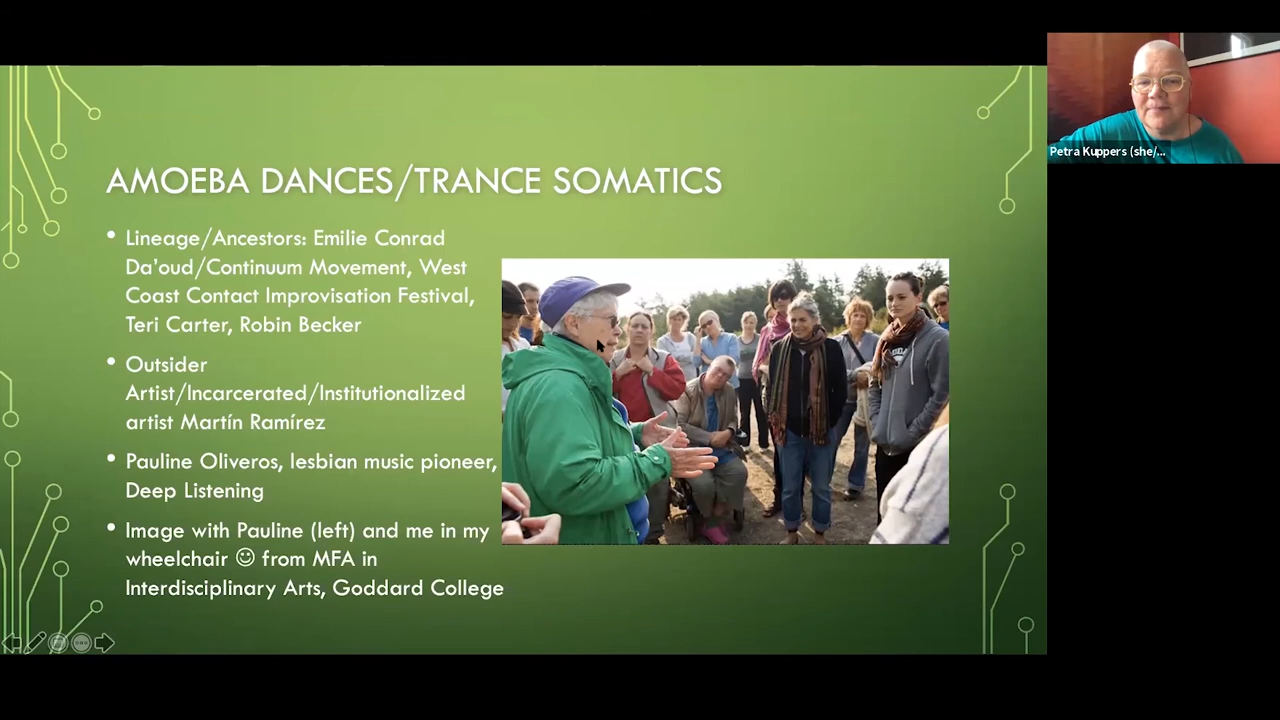 AMOEBA DANCES/TRANCE SOMATICS
• Lineage/Ancestors: Emilie Conrad
Da’oud/Continuum Movement, West
Coast Contact Improvisation Festival,
Teri Carter, Robin Becker
• Outsider
Artist/Incarcerated/Institutionalized
artist Martín Ramírez
• Pauline Oliveros, lesbian music pioneer,
Deep Listening
• Image with Pauline (left) and me in my
wheelchair ☺ from MFA in
Interdisciplinary Arts, Goddard College
Petra Kuppers (she/...